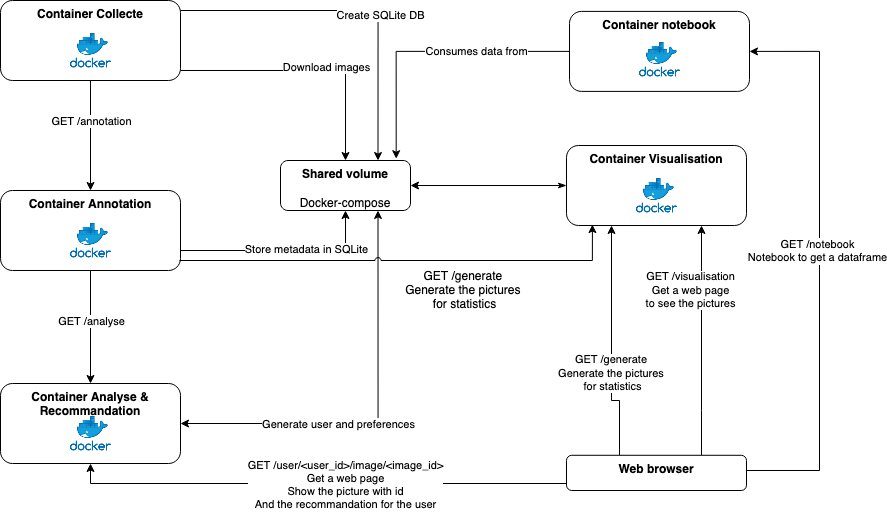 Container Collecte
docker
Create SQLite DB
Download images
Consumes data from
Container notebook
docker
GET /annotation
Shared volume
Docker-compose
Container Visualisation
docker
Container Annotation
docker
Store metadata in SQLite
GET /generate
Generate the pictures
for statistics
GET /notebook
Notebook to get a dataframe
GET /visualisation
Get a web page
to see the pictures
GET /analyse
GET /generate
Generate the pictures
for statistics
Container Analyse &
Recommandation
docker
Generate user and preferences
GET /user/<user_id>/image/<image_id>
Get a web page
Show the picture with id
And the recommandation for the user
Web browser